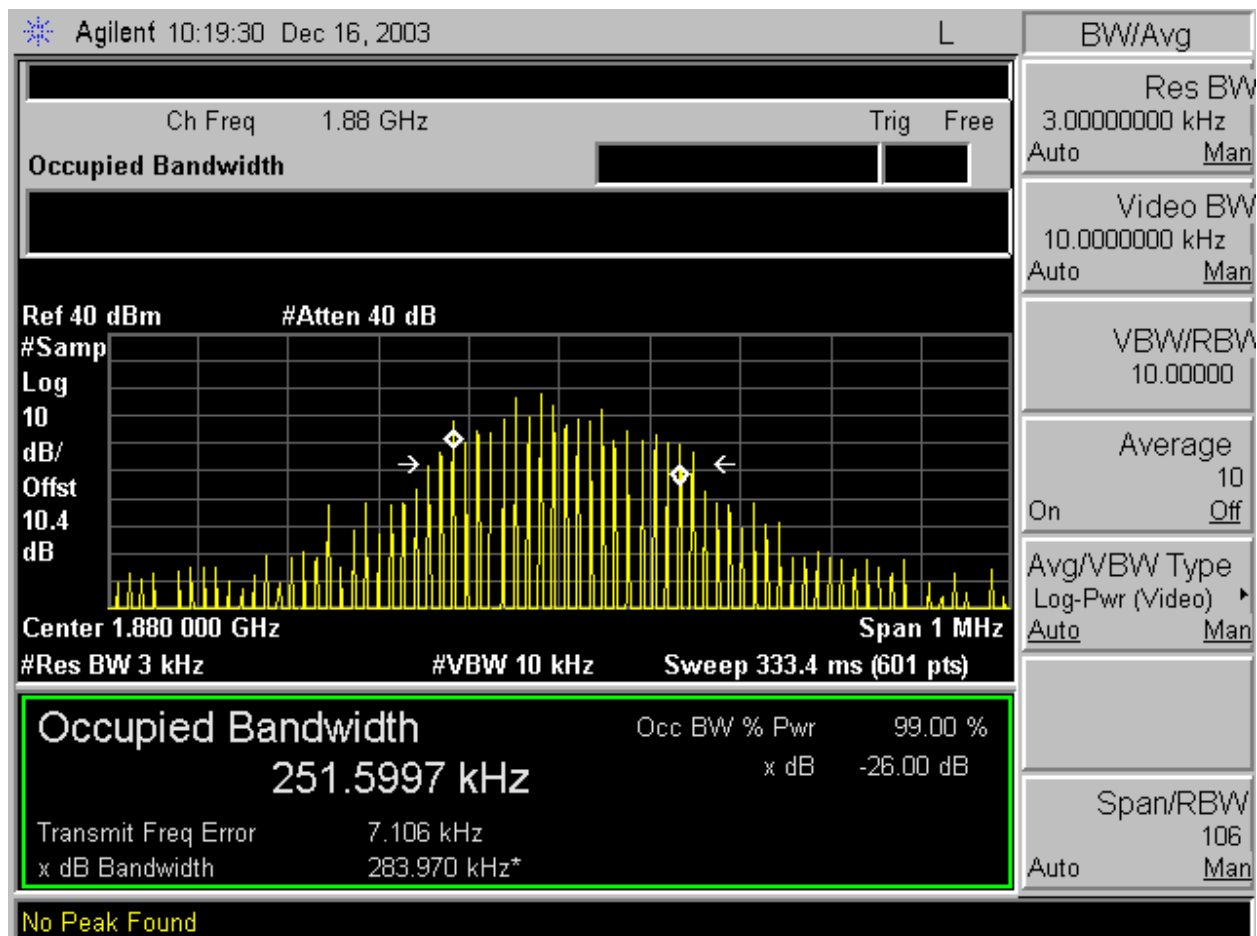 Agilent 10:19:30 Dec 16, 2003 L
BW/Avg
Ch Freq 1.88 GHz Trig Free
Occupied Bandwidth
Ref 40 dBm #Atten 40 dB
#Samp
Log
10
dB/
Offst
10.4
dB
Center 1.880 000 GHz Span 1 MHz
#Res BW 3 kHz #VBW 10 kHz Sweep 333.4 ms (601 pts)
Occupied Bandwidth
251.5997 kHz
Occ BW % Pwr 99.00 %
x dB -26.00 dB
Transmit Freq Error 7.106 kHz
x dB Bandwidth 283.970 kHz*
No Peak Found
Res BW
3.00000000 kHz
Auto Man
Video BW
10.0000000 kHz
Auto Man
VBW/RBW
10.00000
Average
10
On Off
Avg/VBW Type
Log-Pwr (Video)
Auto Man
Span/RBW
106
Auto Man